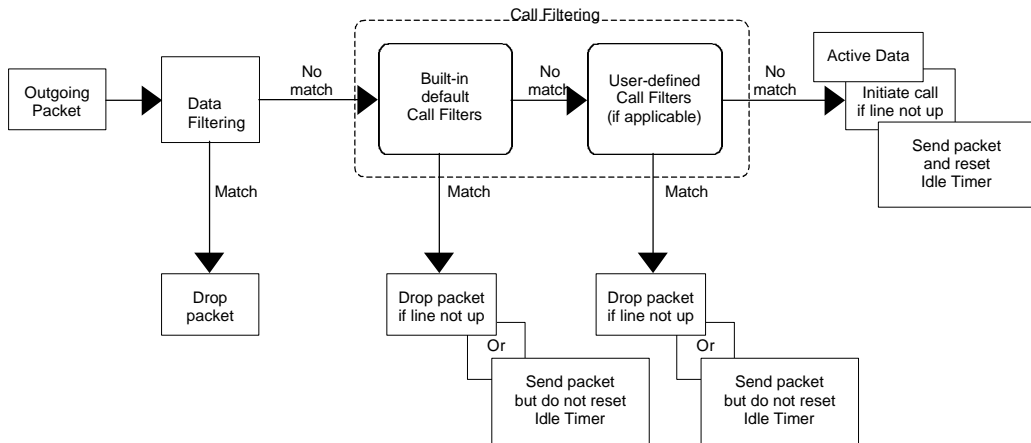 Call Filtering
Outgoing
Packet
Data
Filtering
No
match
Built-in
default
Call Filters
No
match
User-defined
Call Filters
(if applicable)
No
match
Active Data
Initiate call
if line not up
Send packet
and reset
Idle Timer
Match
Match
Match
Drop
packet
Drop packet
if line not up
Or
Send packet
but do not reset
Idle Timer
Drop packet
if line not up
Or
Send packet
but do not reset
Idle Timer